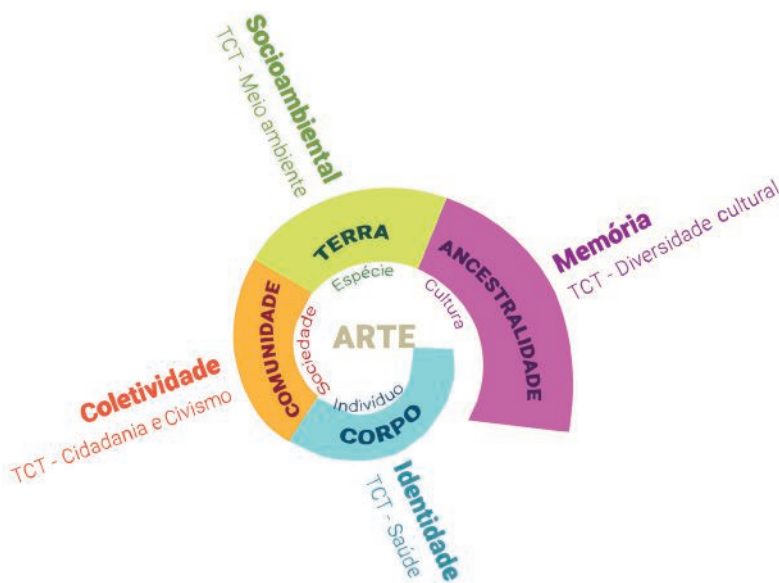 Socioambiental
TCT - Meio ambiente
TERRA
Espécie
ANCESTRALIDADE
Cultura
Memória
TCT - Diversidade cultural
COMUNIDADE
Sociedade
ARTE
Coletividade
TCT - Cidadania e Civismo
Indivíduo
CORPO
Identidade
TCT - Saúde